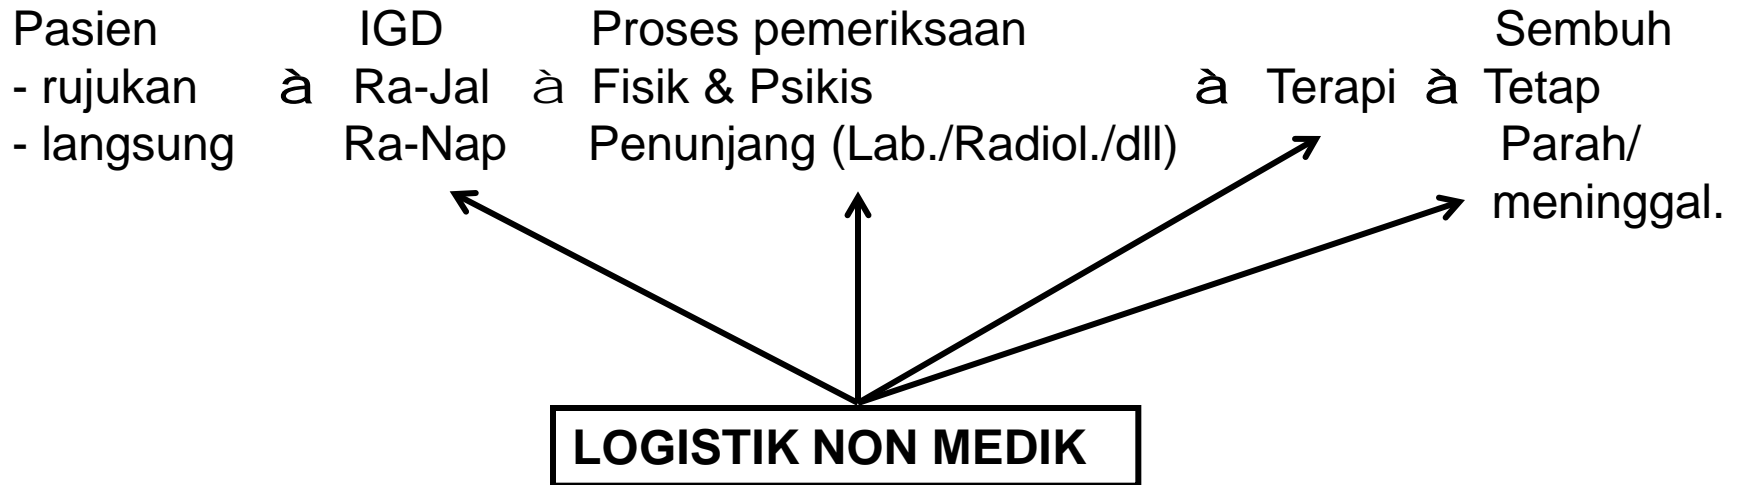 Pasien IGD Proses pemeriksaan Sembuh
- rujukan à Ra-Jal à Fisik & Psikis à Terapi à Tetap
- langsung Ra-Nap Penunjang (Lab./Radiol./dll) Parah/
meninggal.
LOGISTIK NON MEDIK